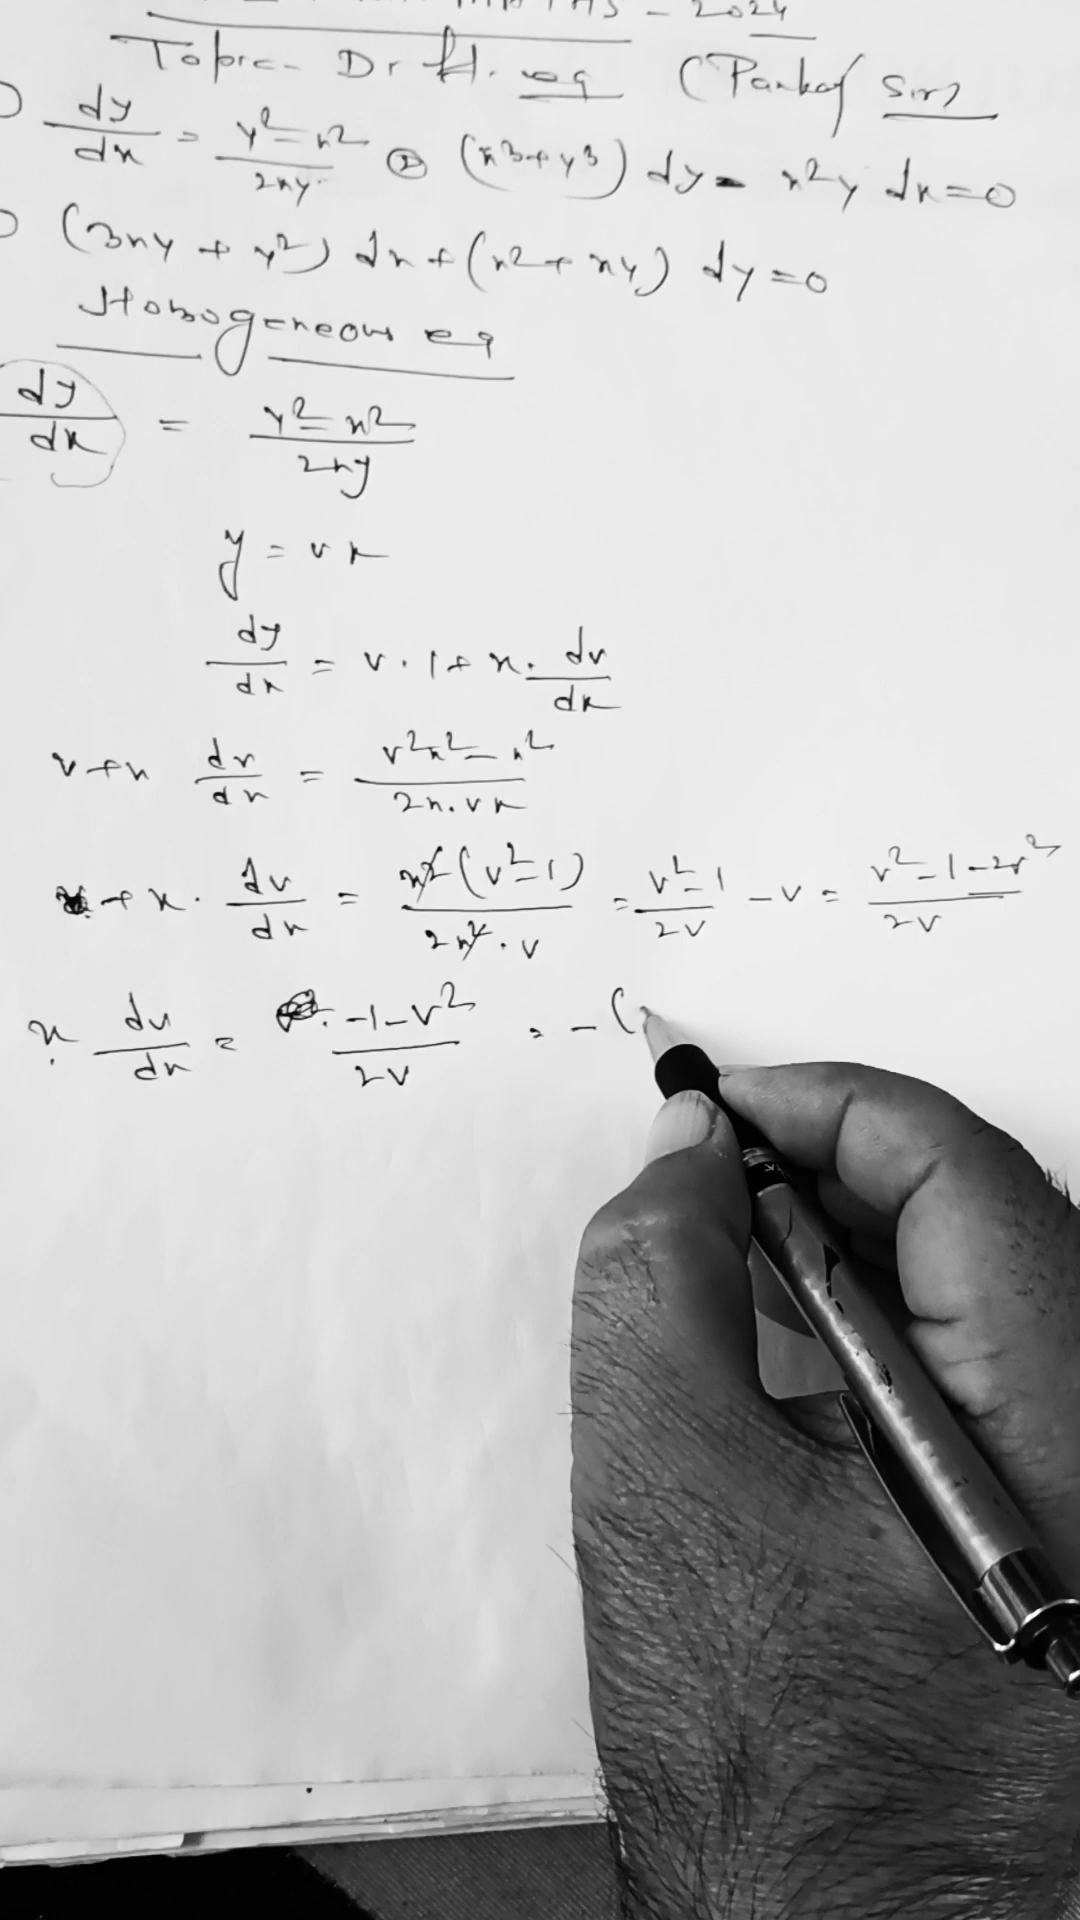 - 2024
Topic - Diff. eq (Pankaj Sir)
dy/dx = y² - x² / 2xy ② (x³ + y³) dy - x²y dx = 0
(3xy + y²) dx + (x² + xy) dy = 0
Homogeneous eq
dy/dx = y² - x² / 2xy
y = vx
dy/dx = v . 1 + x . dv/dx
v + x dv/dx = v²x² - x² / 2x . vx
+ x . dv/dx = x² (v² - 1) / 2x² . v = v² - 1 / 2v - v = v² - 1 - 2v² / 2v
x . dv/dx = -1 - v² / 2v = - (